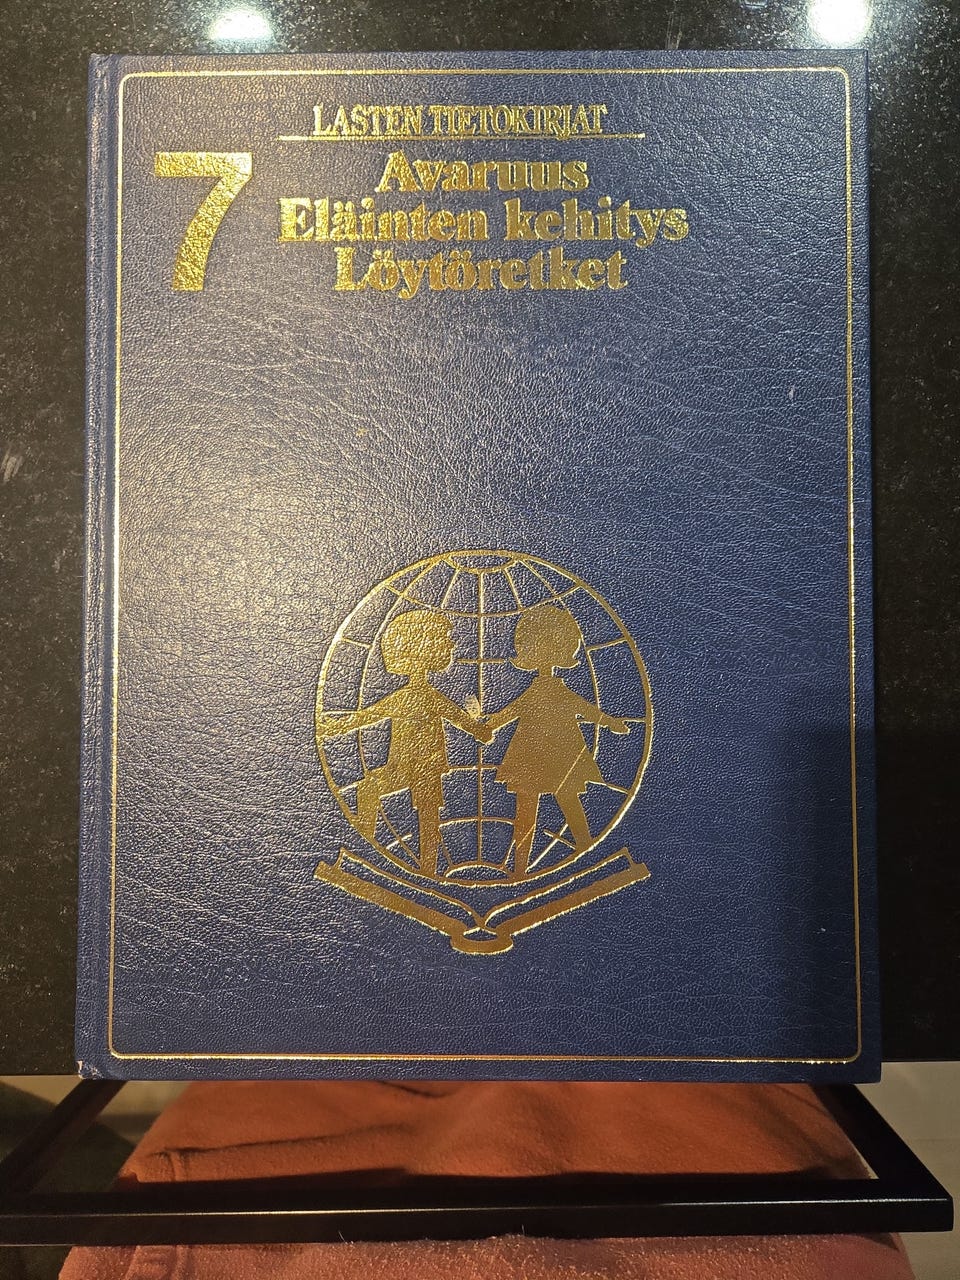 LASTEN TIETOKIRJAT
7
Avaruus
Eläinten kehitys
Löytöretket